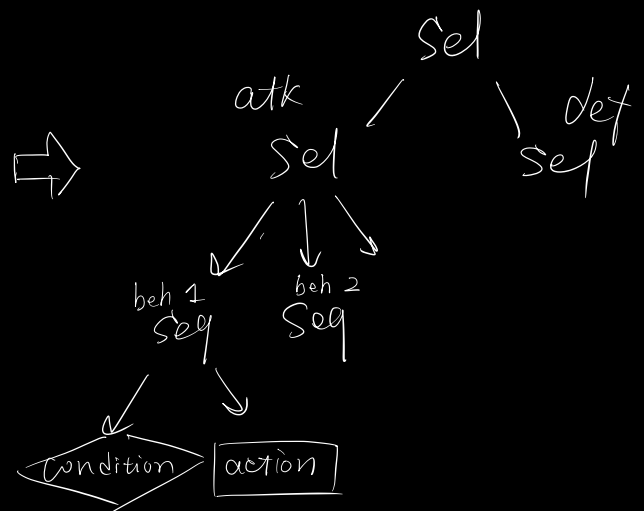 Sel
atk
Sel
def
Sel
beh 1
Seq
beh 2
Seq
condition
action